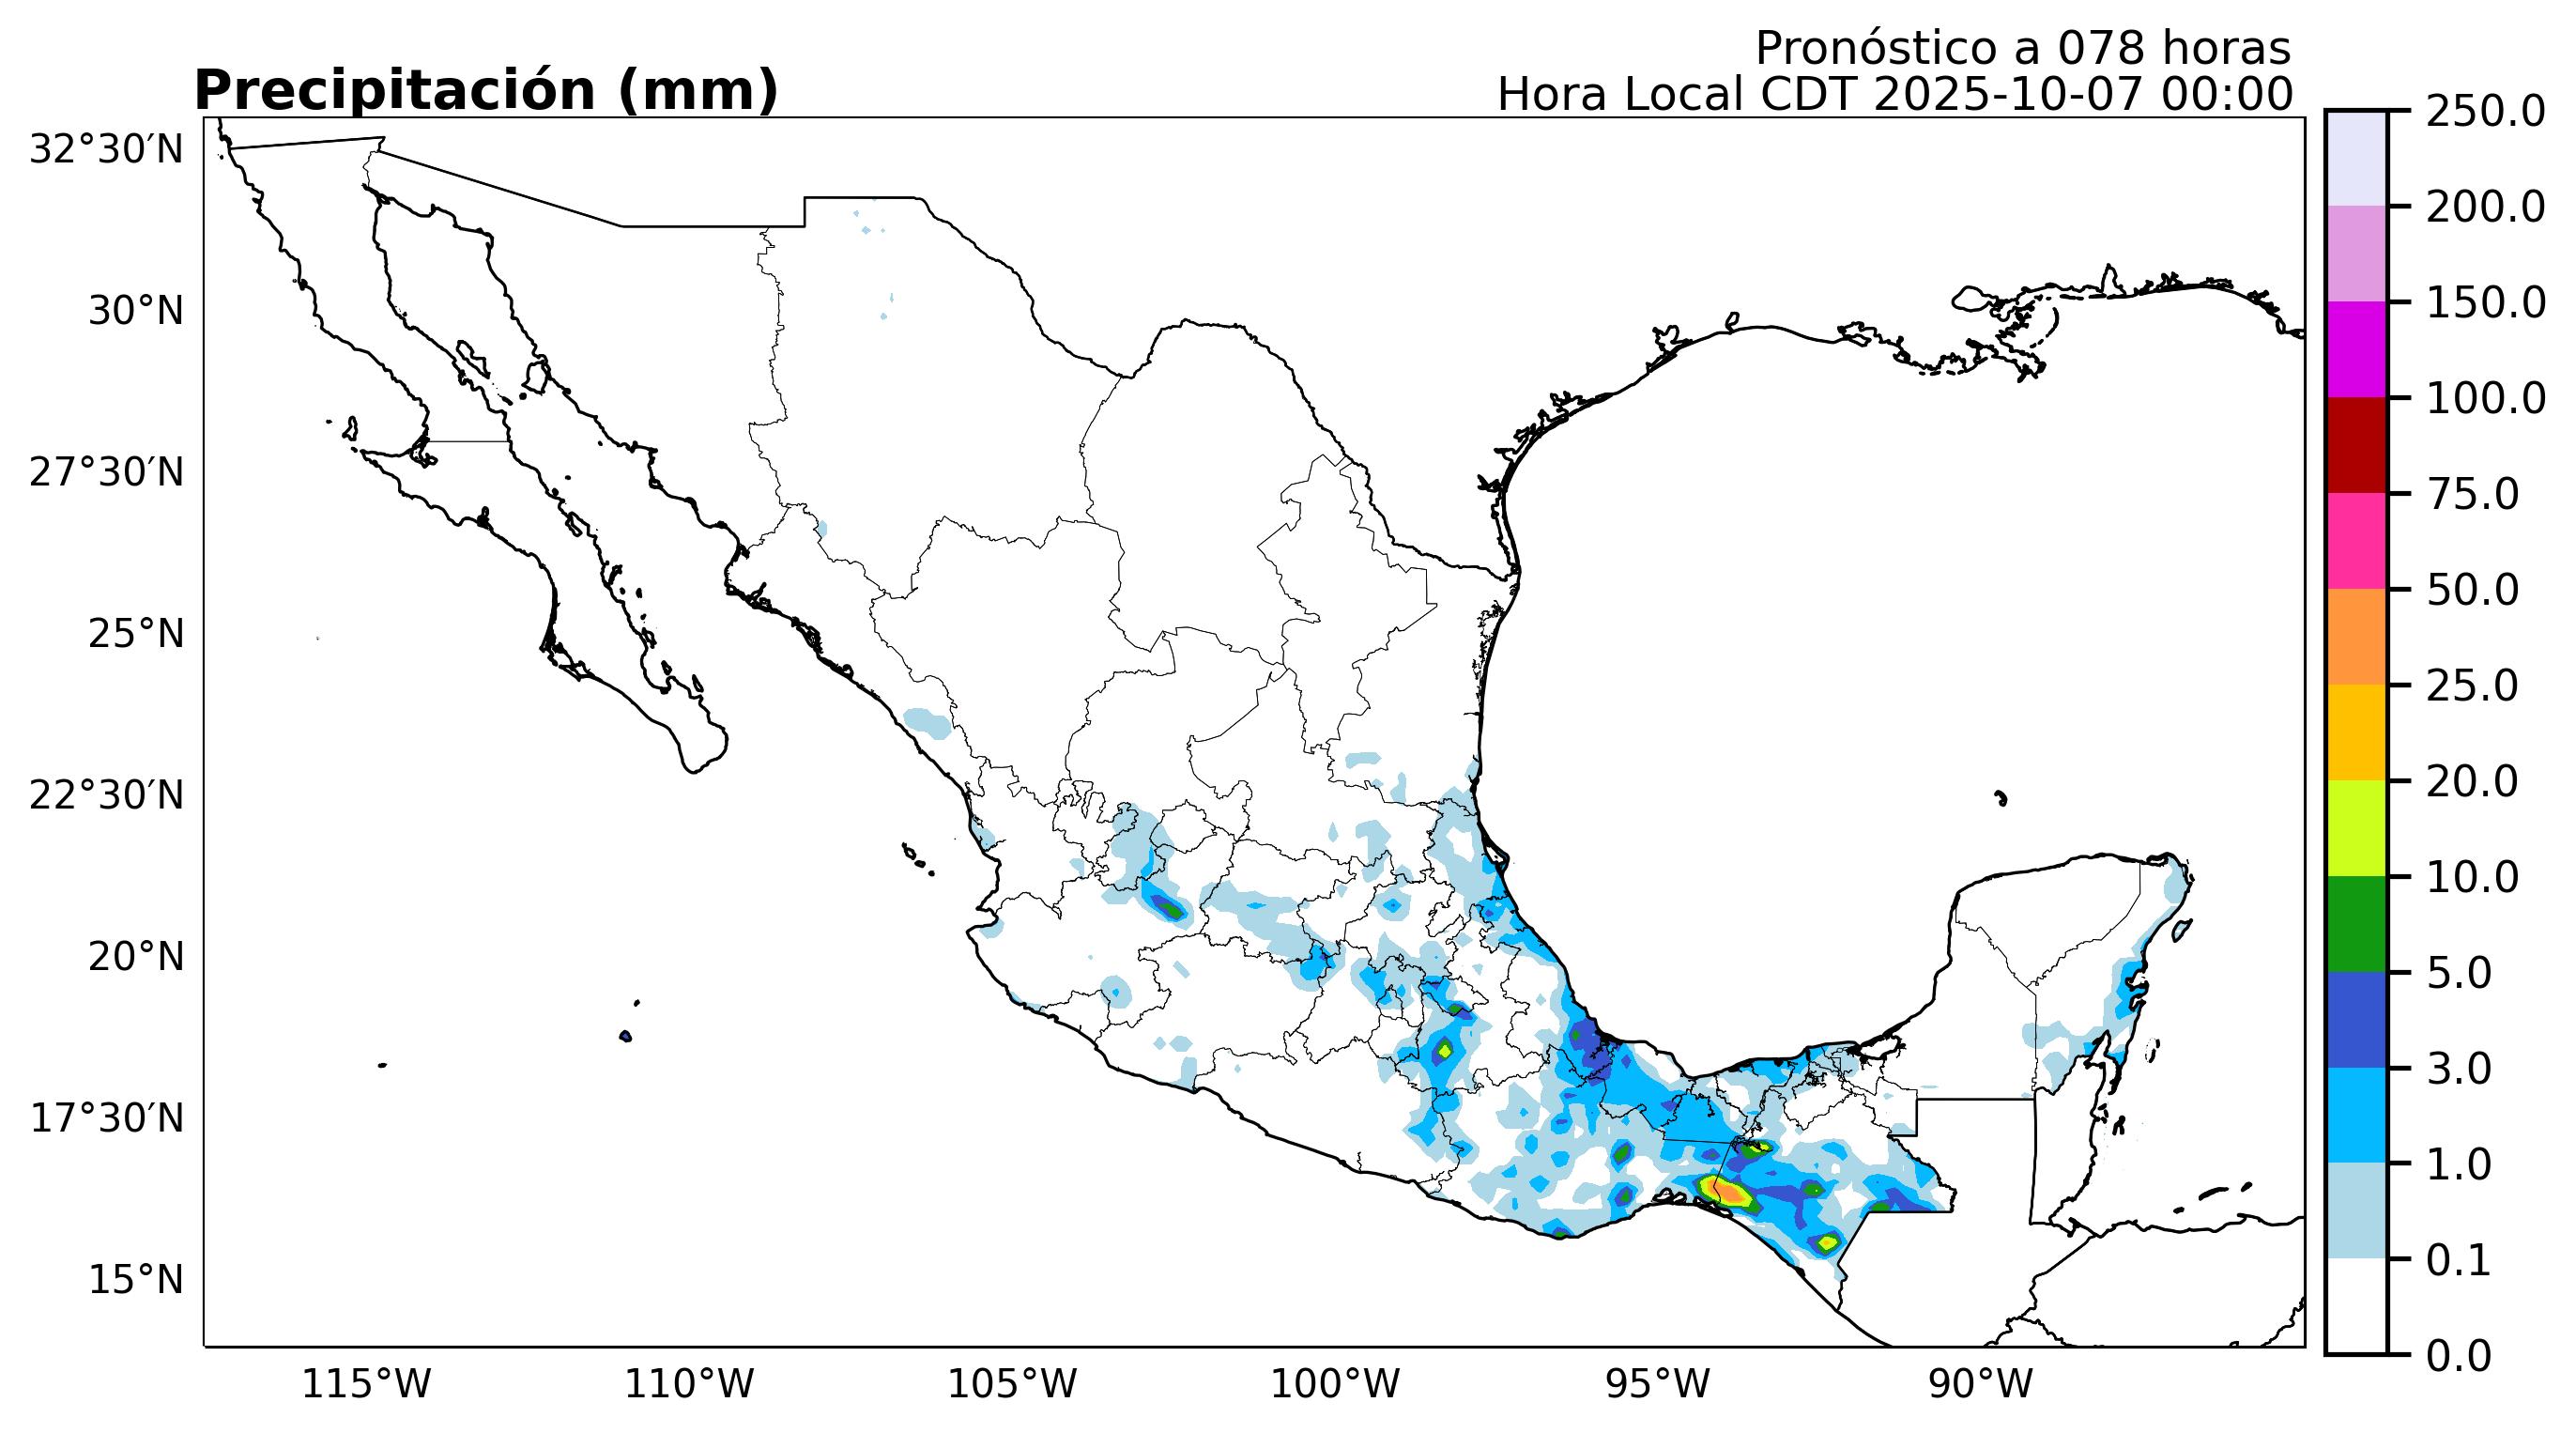 Pronóstico a 078 horas
Precipitación (mm)
Hora Local CDT 2025-10-07 00:00
32°30′N
30°N
27°30′N
25°N
22°30′N
20°N
17°30′N
15°N
115°W
110°W
105°W
100°W
95°W
90°W
250.0
200.0
150.0
100.0
75.0
50.0
25.0
20.0
10.0
5.0
3.0
1.0
0.1
0.0